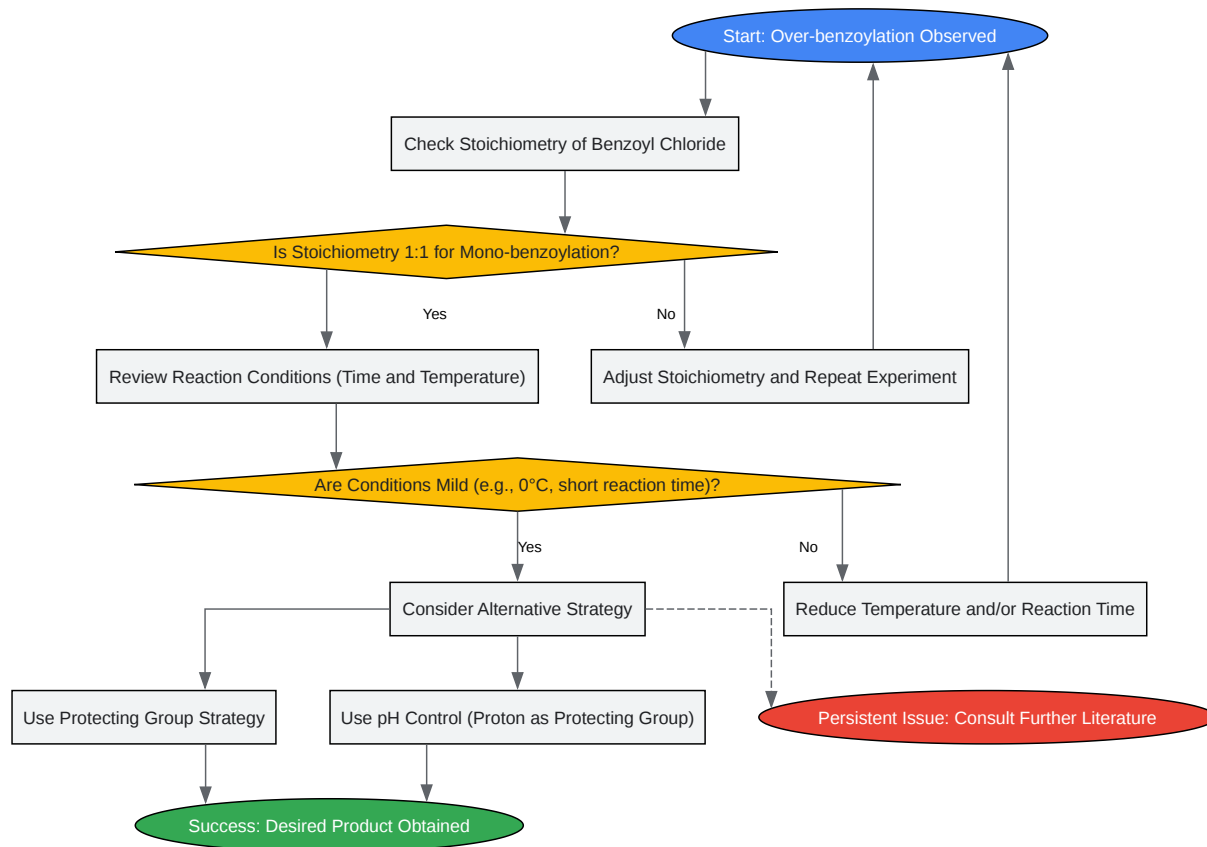 Start: Over-benzoylation Observed
Check Stoichiometry of Benzoyl Chloride
Is Stoichiometry 1:1 for Mono-benzoylation?
Yes
No
Review Reaction Conditions (Time and Temperature)
Adjust Stoichiometry and Repeat Experiment
Are Conditions Mild (e.g., 0°C, short reaction time)?
Yes
No
Consider Alternative Strategy
Reduce Temperature and/or Reaction Time
Use Protecting Group Strategy
Use pH Control (Proton as Protecting Group)
Persistent Issue: Consult Further Literature
Success: Desired Product Obtained